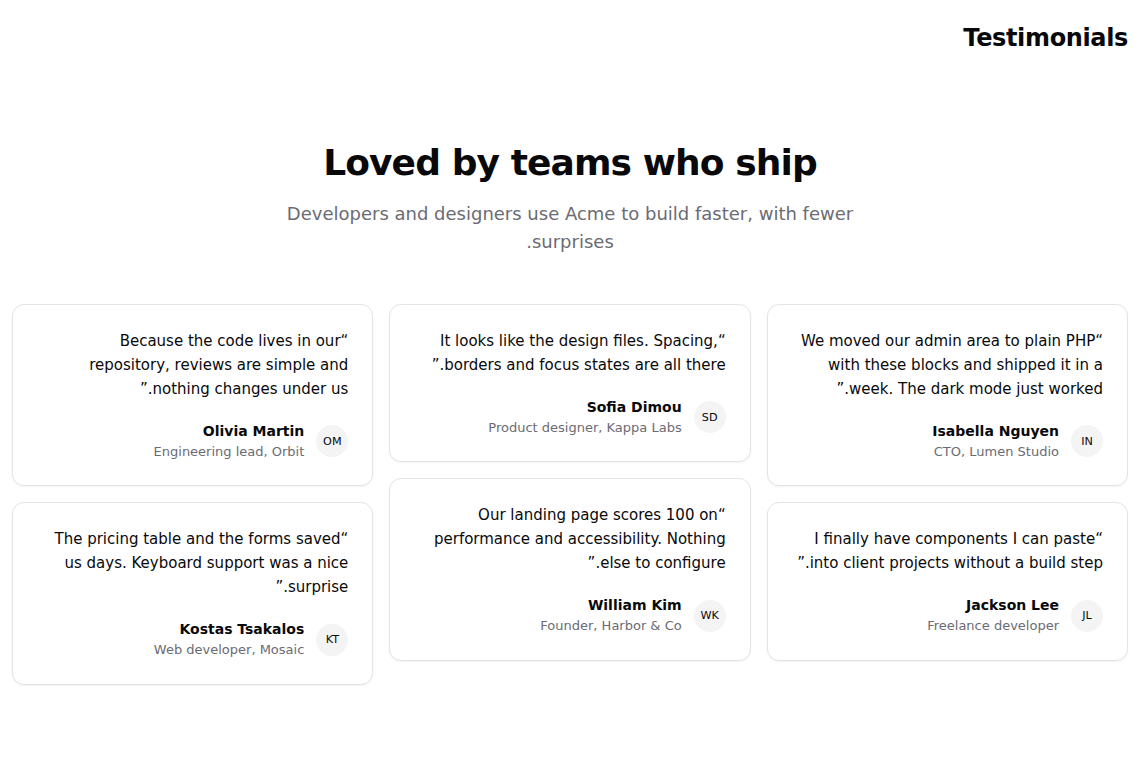 Testimonials
Loved by teams who ship
Developers and designers use Acme to build faster, with fewer
.surprises
We moved our admin area to plain PHP“
with these blocks and shipped it in a
”.week. The dark mode just worked
IN
Isabella Nguyen
CTO, Lumen Studio
I finally have components I can paste“
”.into client projects without a build step
JL
Jackson Lee
Freelance developer
It looks like the design files. Spacing,“
”.borders and focus states are all there
SD
Sofia Dimou
Product designer, Kappa Labs
Our landing page scores 100 on“
performance and accessibility. Nothing
”.else to configure
WK
William Kim
Founder, Harbor & Co
Because the code lives in our“
repository, reviews are simple and
”.nothing changes under us
OM
Olivia Martin
Engineering lead, Orbit
The pricing table and the forms saved“
us days. Keyboard support was a nice
”.surprise
KT
Kostas Tsakalos
Web developer, Mosaic